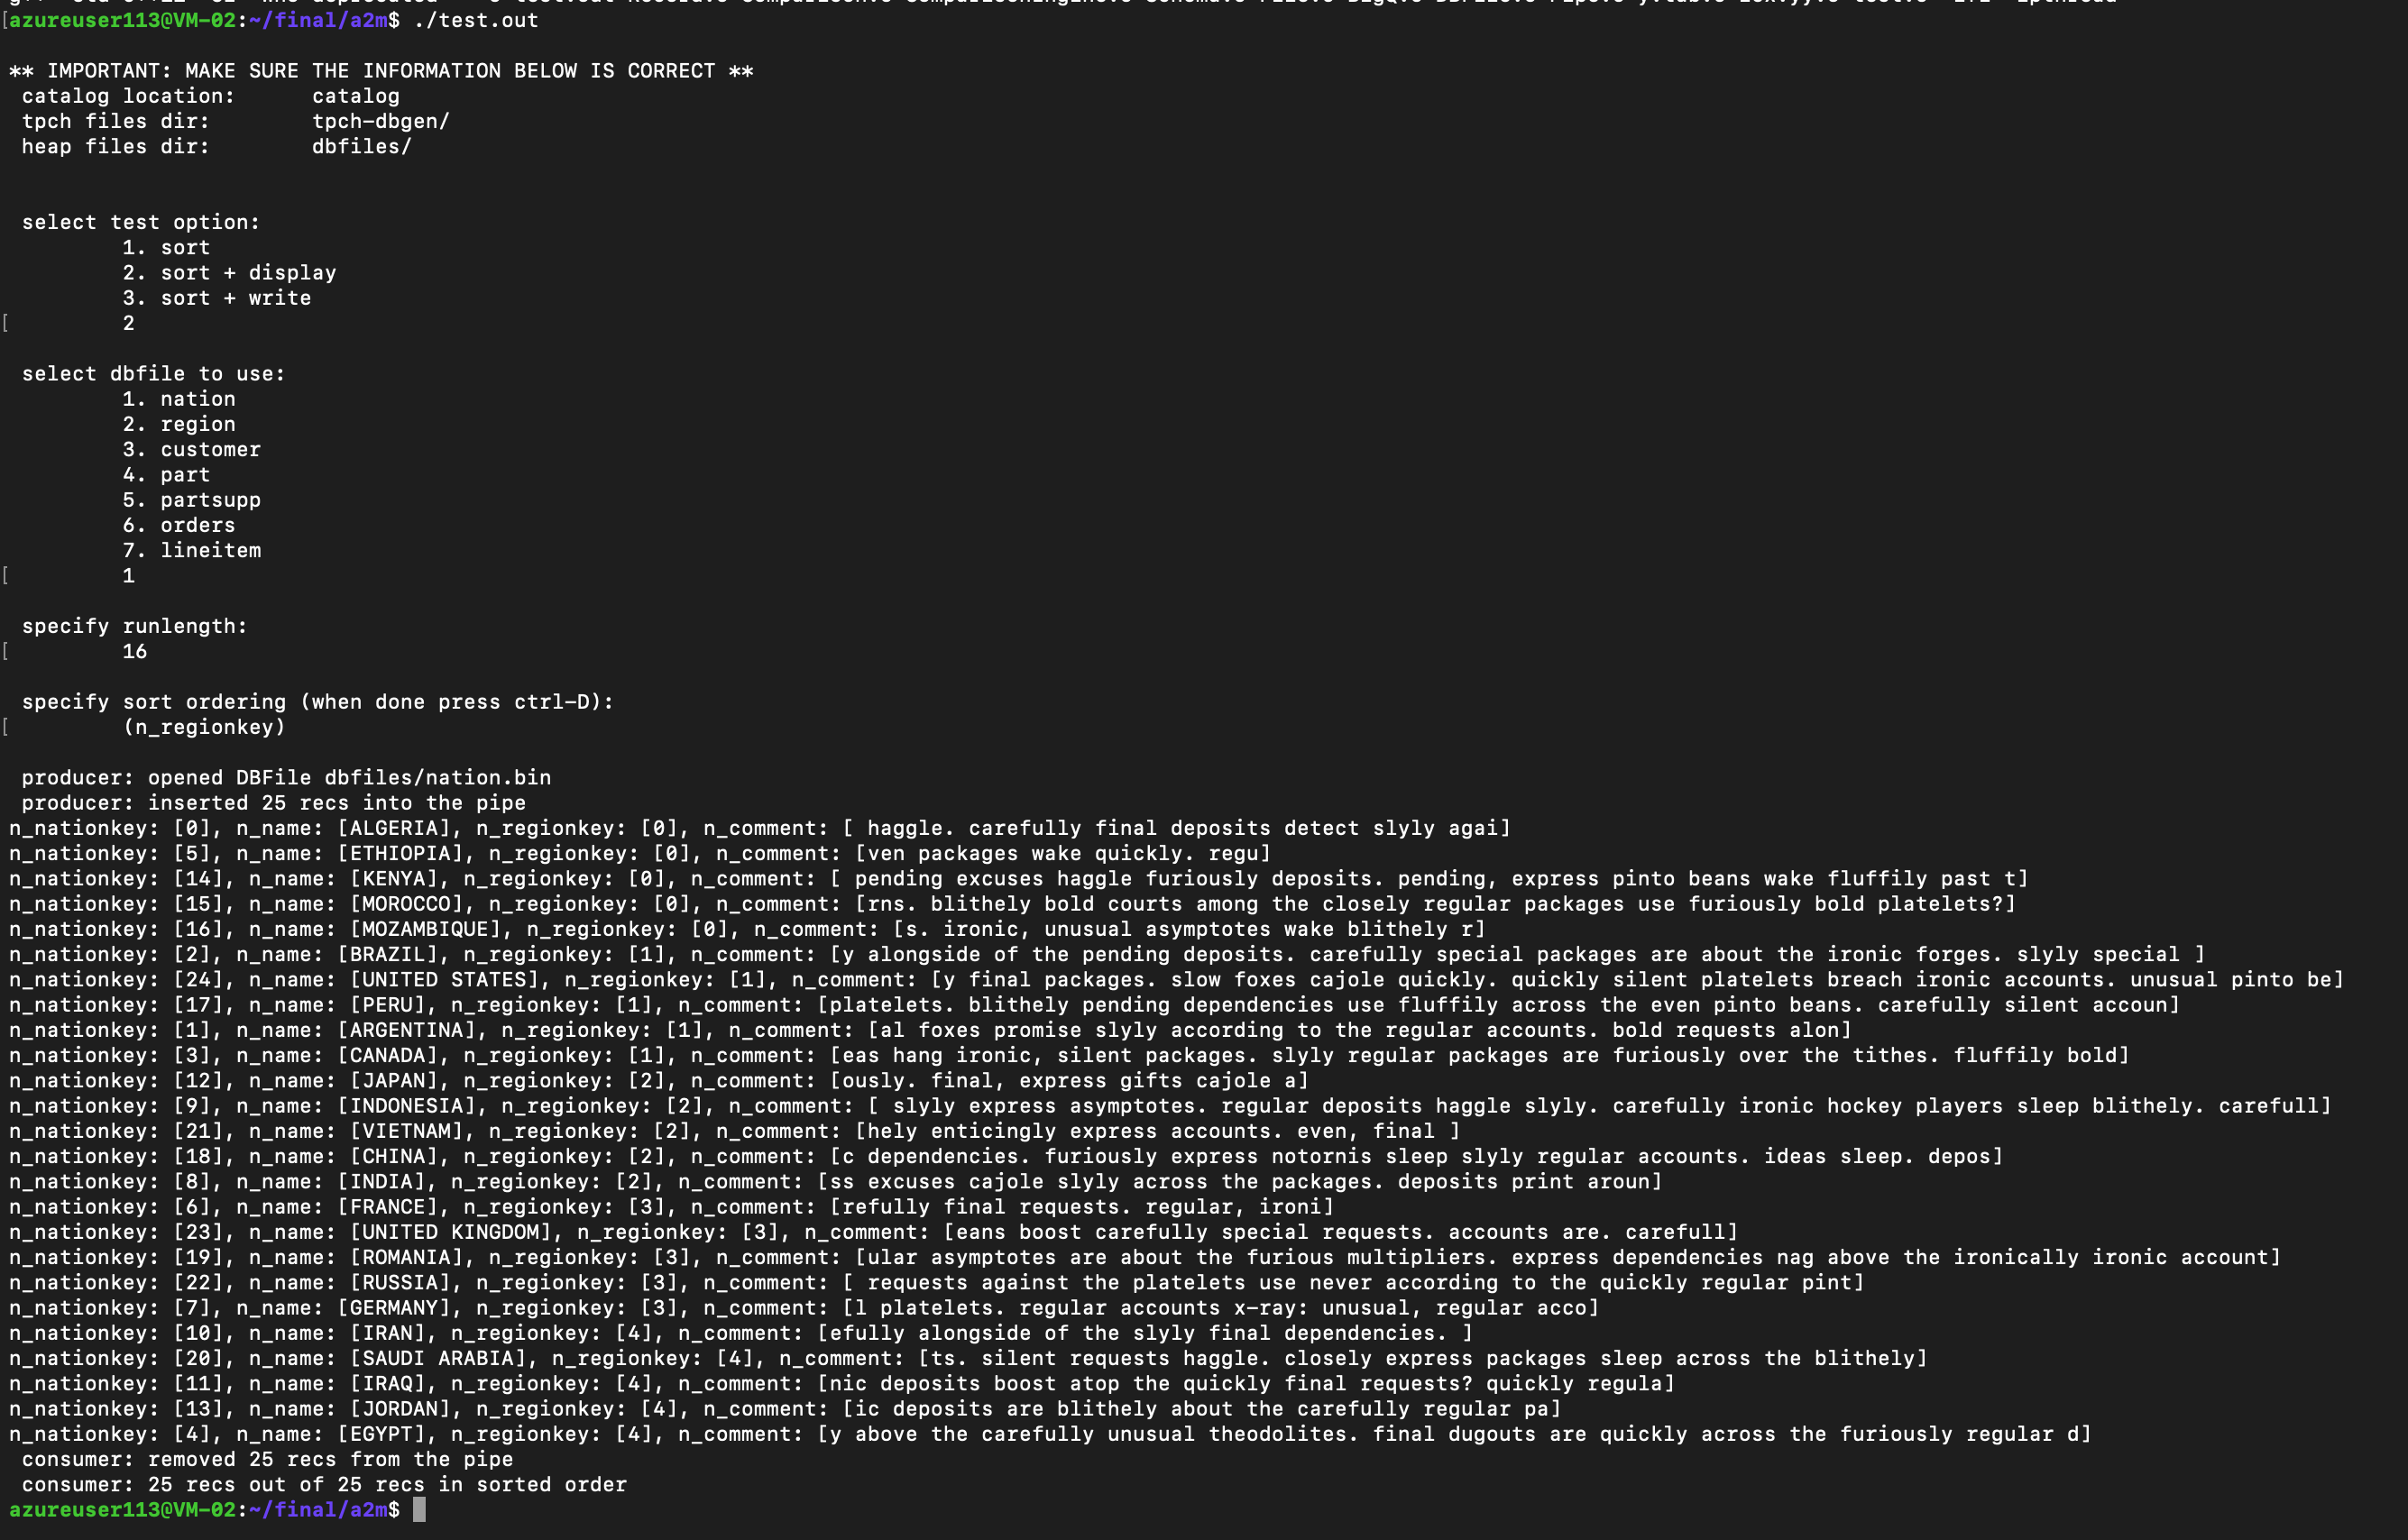 azureuser113@VM-02:~/final/a2m$ ./test.out
** IMPORTANT: MAKE SURE THE INFORMATION BELOW IS CORRECT **
catalog location: catalog
tpch files dir: tpch-dbgen/
heap files dir: dbfiles/
select test option:
1. sort
2. sort + display
3. sort + write
2
select dbfile to use:
1. nation
2. region
3. customer
4. part
5. partsupp
6. orders
7. lineitem
1
specify runlength:
16
specify sort ordering (when done press ctrl-D):
(n_regionkey)
producer: opened DBFile dbfiles/nation.bin
producer: inserted 25 recs into the pipe
n_nationkey: [0], n_name: [ALGERIA], n_regionkey: [0], n_comment: [ haggle. carefully final deposits detect slyly agai]
n_nationkey: [5], n_name: [ETHIOPIA], n_regionkey: [0], n_comment: [ven packages wake quickly. regu]
n_nationkey: [14], n_name: [KENYA], n_regionkey: [0], n_comment: [ pending excuses haggle furiously deposits. pending, express pinto beans wake fluffily past t]
n_nationkey: [15], n_name: [MOROCCO], n_regionkey: [0], n_comment: [rns. blithely bold courts among the closely regular packages use furiously bold platelets?]
n_nationkey: [16], n_name: [MOZAMBIQUE], n_regionkey: [0], n_comment: [s. ironic, unusual asymptotes wake blithely r]
n_nationkey: [2], n_name: [BRAZIL], n_regionkey: [1], n_comment: [y alongside of the pending deposits. carefully special packages are about the ironic forges. slyly special ]
n_nationkey: [24], n_name: [UNITED STATES], n_regionkey: [1], n_comment: [y final packages. slow foxes cajole quickly. quickly silent platelets breach ironic accounts. unusual pinto be]
n_nationkey: [17], n_name: [PERU], n_regionkey: [1], n_comment: [platelets. blithely pending dependencies use fluffily across the even pinto beans. carefully silent accoun]
n_nationkey: [1], n_name: [ARGENTINA], n_regionkey: [1], n_comment: [al foxes promise slyly according to the regular accounts. bold requests alon]
n_nationkey: [3], n_name: [CANADA], n_regionkey: [1], n_comment: [eas hang ironic, silent packages. slyly regular packages are furiously over the tithes. fluffily bold]
n_nationkey: [12], n_name: [JAPAN], n_regionkey: [2], n_comment: [ously. final, express gifts cajole a]
n_nationkey: [9], n_name: [INDONESIA], n_regionkey: [2], n_comment: [ slyly express asymptotes. regular deposits haggle slyly. carefully ironic hockey players sleep blithely. carefull]
n_nationkey: [21], n_name: [VIETNAM], n_regionkey: [2], n_comment: [hely enticingly express accounts. even, final ]
n_nationkey: [18], n_name: [CHINA], n_regionkey: [2], n_comment: [c dependencies. furiously express notornis sleep slyly regular accounts. ideas sleep. depos]
n_nationkey: [8], n_name: [INDIA], n_regionkey: [2], n_comment: [ss excuses cajole slyly across the packages. deposits print aroun]
n_nationkey: [6], n_name: [FRANCE], n_regionkey: [3], n_comment: [refully final requests. regular, ironi]
n_nationkey: [23], n_name: [UNITED KINGDOM], n_regionkey: [3], n_comment: [eans boost carefully special requests. accounts are. carefull]
n_nationkey: [19], n_name: [ROMANIA], n_regionkey: [3], n_comment: [ular asymptotes are about the furious multipliers. express dependencies nag above the ironically ironic account]
n_nationkey: [22], n_name: [RUSSIA], n_regionkey: [3], n_comment: [ requests against the platelets use never according to the quickly regular pint]
n_nationkey: [7], n_name: [GERMANY], n_regionkey: [3], n_comment: [l platelets. regular accounts x-ray: unusual, regular acco]
n_nationkey: [10], n_name: [IRAN], n_regionkey: [4], n_comment: [efully alongside of the slyly final dependencies. ]
n_nationkey: [20], n_name: [SAUDI ARABIA], n_regionkey: [4], n_comment: [ts. silent requests haggle. closely express packages sleep across the blithely]
n_nationkey: [11], n_name: [IRAQ], n_regionkey: [4], n_comment: [nic deposits boost atop the quickly final requests? quickly regula]
n_nationkey: [13], n_name: [JORDAN], n_regionkey: [4], n_comment: [ic deposits are blithely about the carefully regular pa]
n_nationkey: [4], n_name: [EGYPT], n_regionkey: [4], n_comment: [y above the carefully unusual theodolites. final dugouts are quickly across the furiously regular d]
consumer: removed 25 recs from the pipe
consumer: 25 recs out of 25 recs in sorted order
azureuser113@VM-02:~/final/a2m$